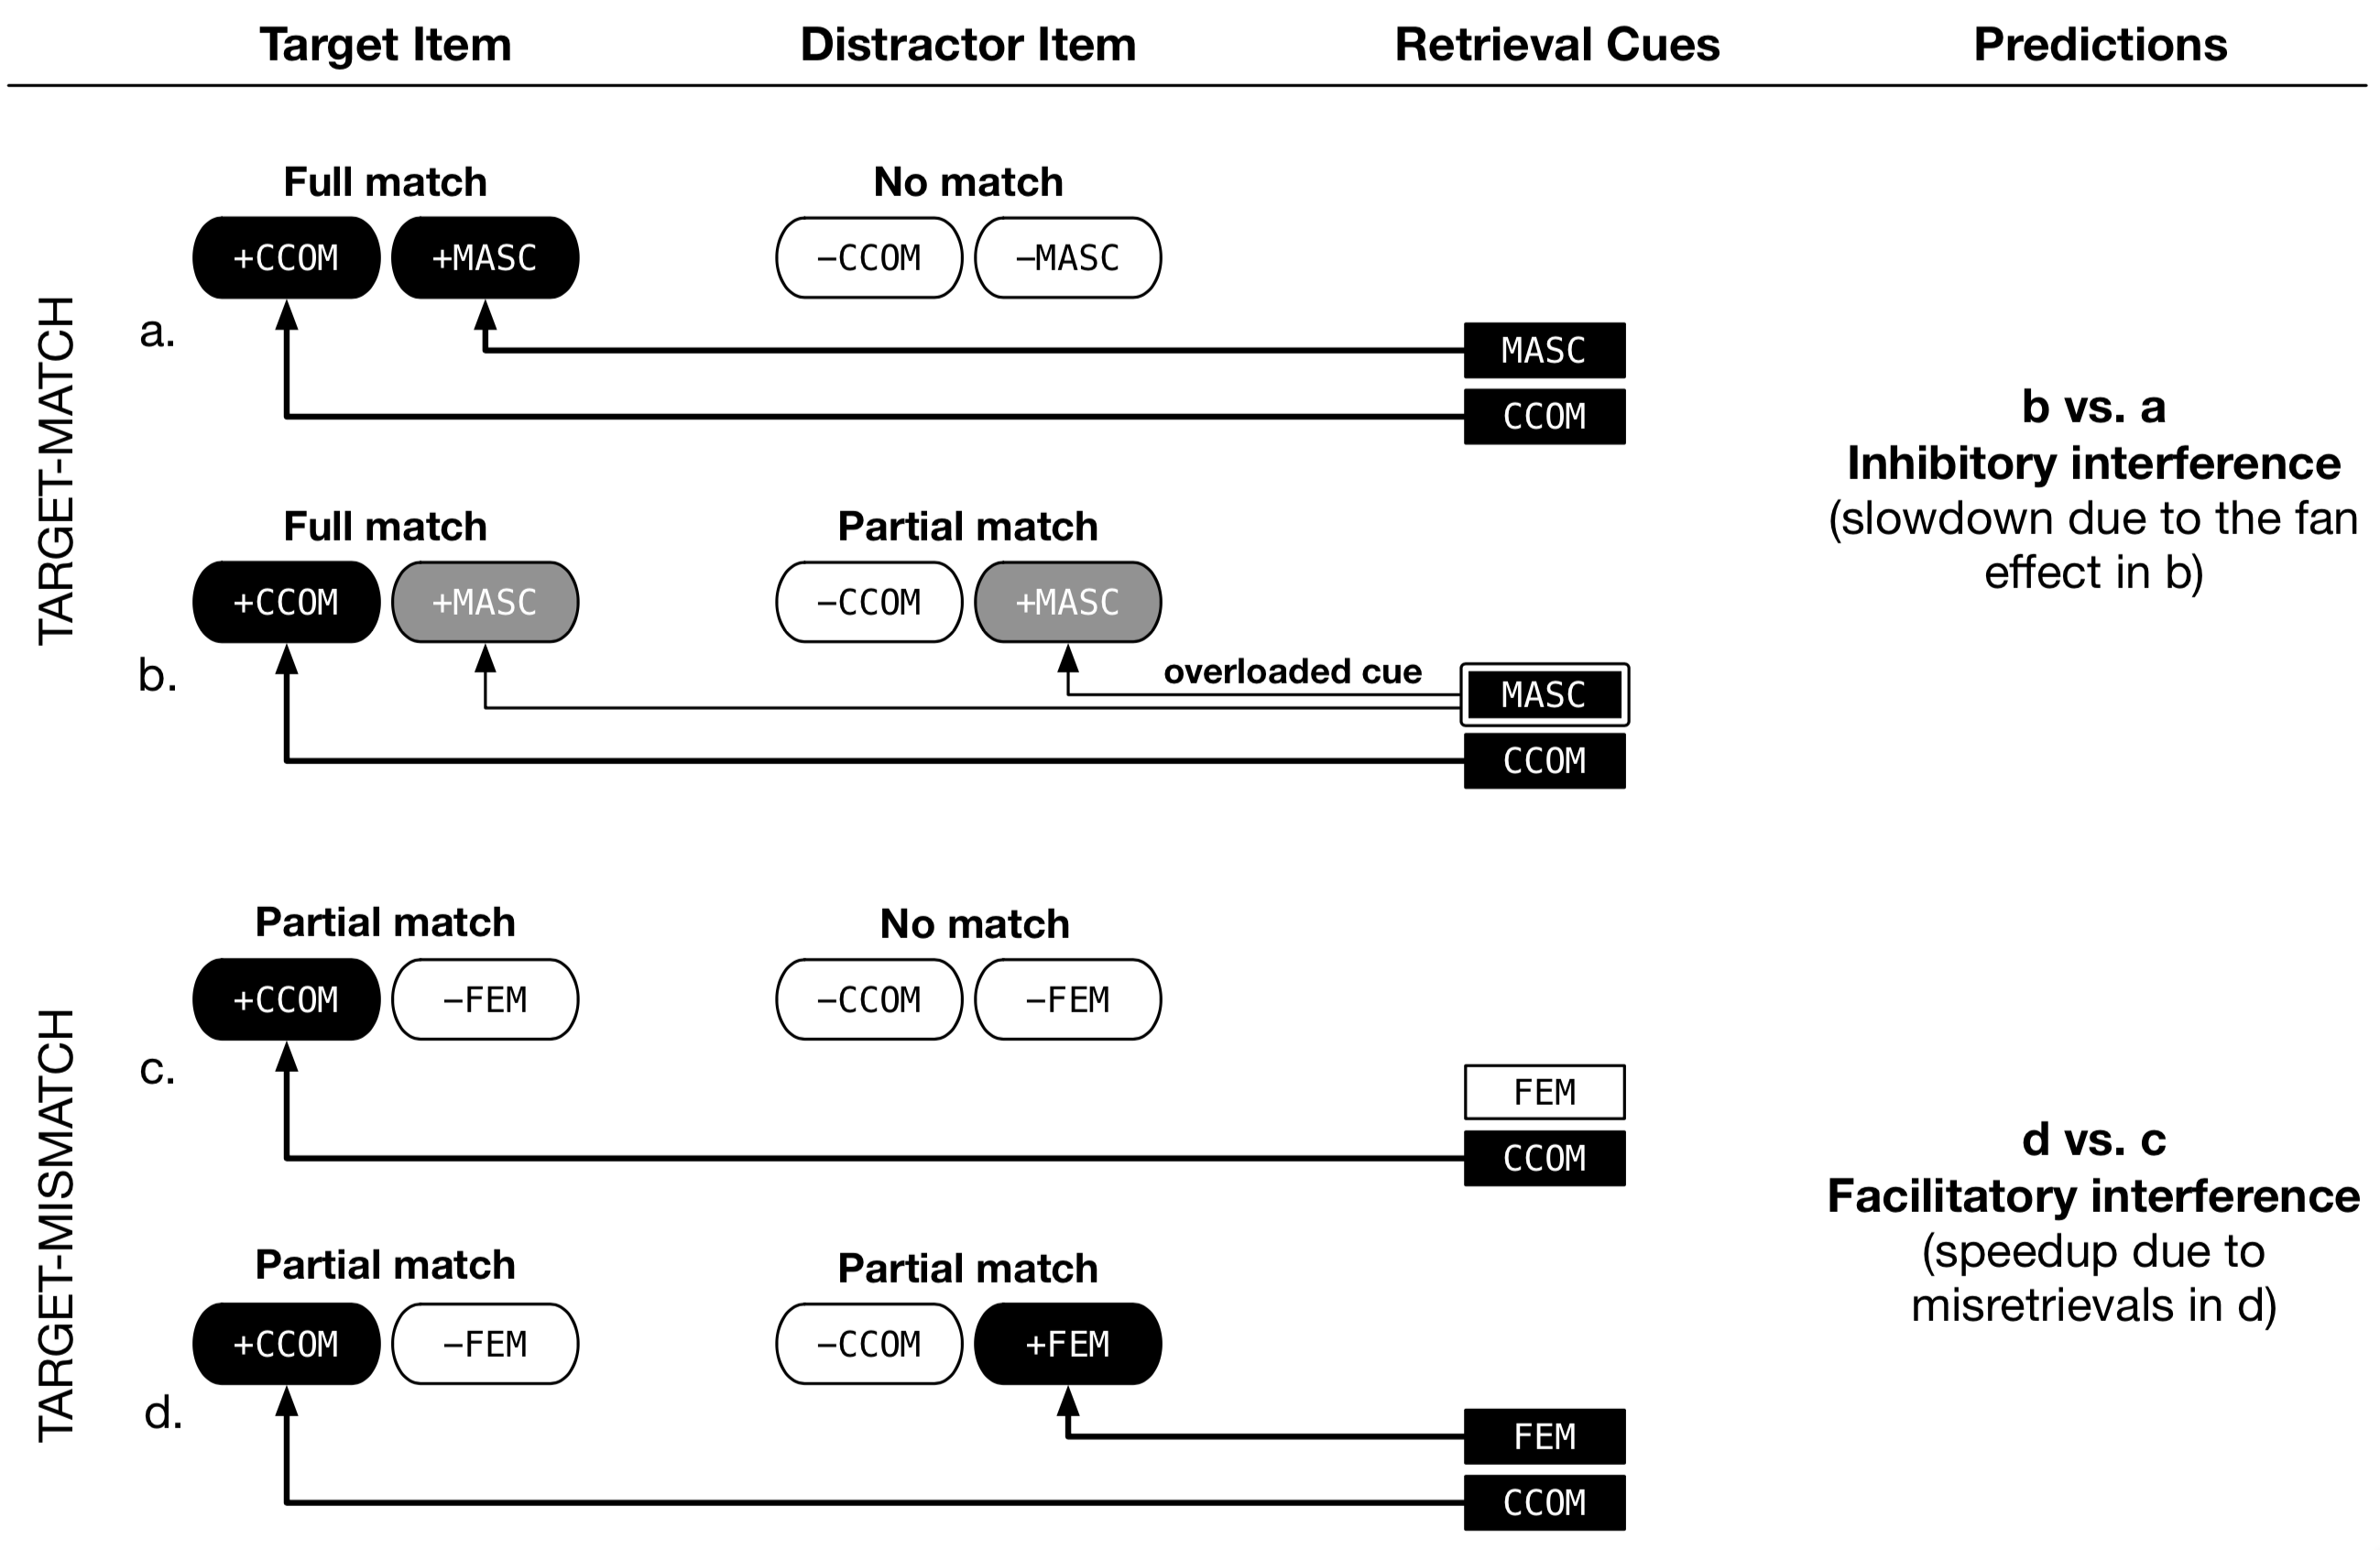 Target Item Distractor Item Retrieval Cues Predictions
TARGET-MATCH
Full match No match
+CCOM +MASC −CCOM −MASC
a.
MASC
CCOM
b vs. a
Inhibitory interference
(slowdown due to the fan
effect in b)
Full match Partial match
+CCOM +MASC −CCOM +MASC
b.
overloaded cue
MASC
CCOM
TARGET-MISMATCH
Partial match No match
+CCOM −FEM −CCOM −FEM
c.
FEM
CCOM
d vs. c
Facilitatory interference
(speedup due to
misretrievals in d)
Partial match Partial match
+CCOM −FEM −CCOM +FEM
d.
FEM
CCOM